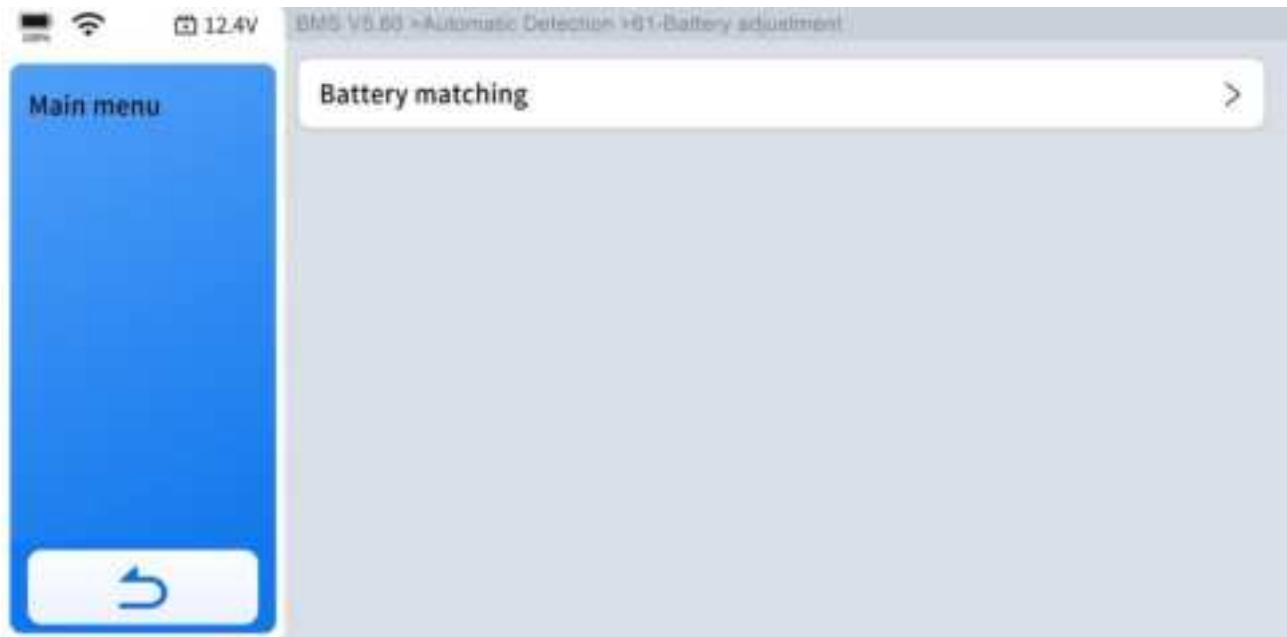 12.4V
BMS V5.60 >Automatic Detection >61-Battery adjustment
Main menu
Battery matching